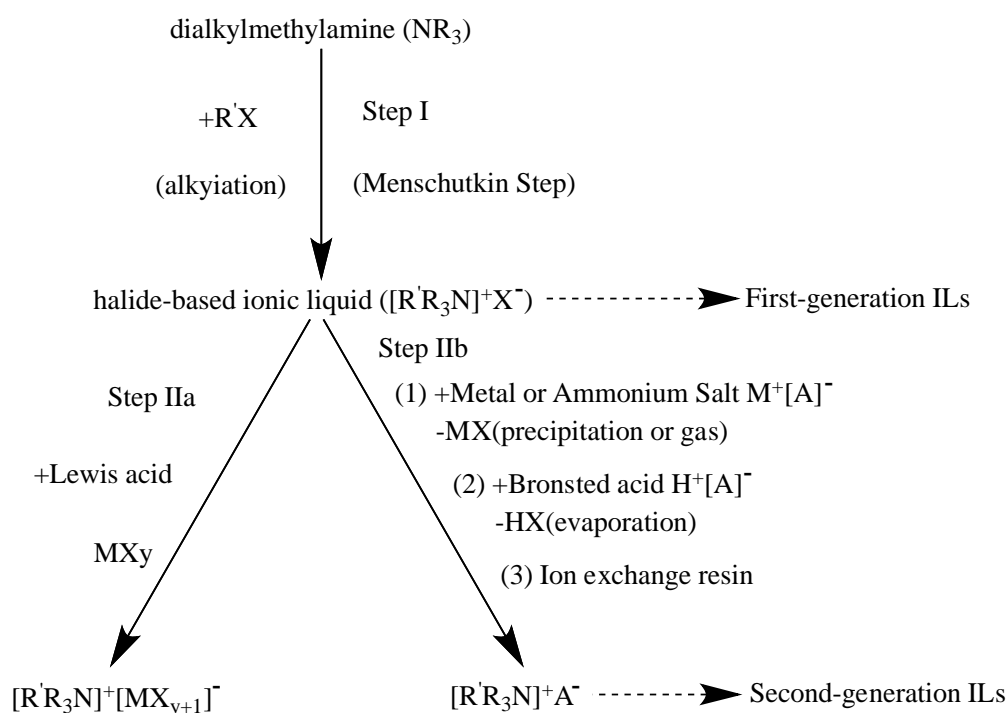 dialkylmethylamine (NR₃)
+R'X
Step I
(alkyiation)
(Menschutkin Step)
halide-based ionic liquid ([R'R₃N]⁺X⁻)
First-generation ILs
Step IIb
Step IIa
(1) +Metal or Ammonium Salt M⁺[A]⁻
-MX(precipitation or gas)
+Lewis acid
(2) +Bronsted acid H⁺[A]⁻
-HX(evaporation)
MXy
(3) Ion exchange resin
[R'R₃N]⁺[MXᵧ₊₁]⁻
[R'R₃N]⁺A⁻
Second-generation ILs